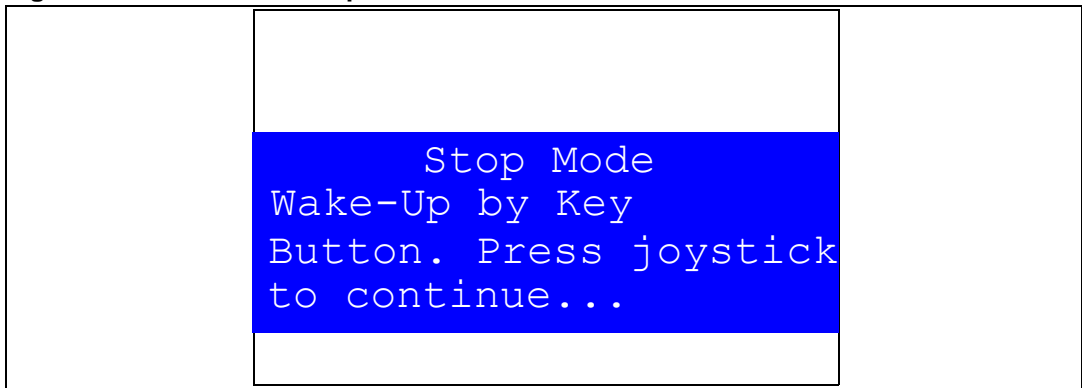 Stop Mode
Wake-Up by Key
Button. Press joystick
to continue...